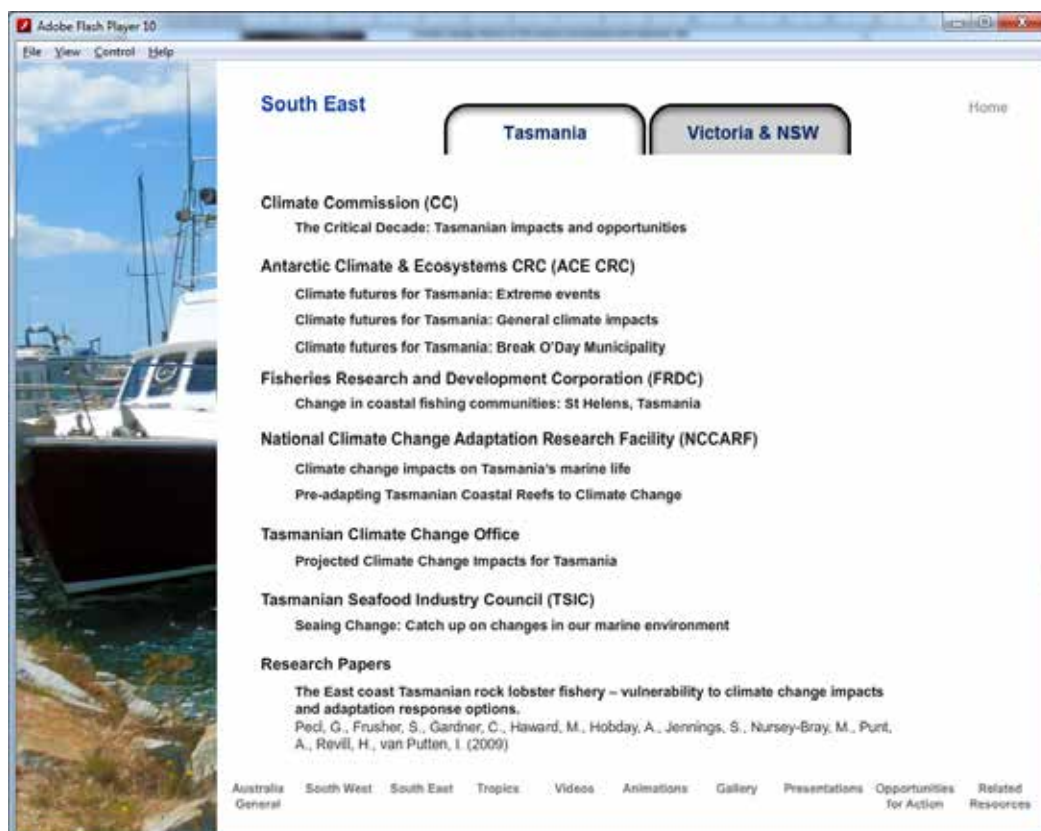 Adobe Flash Player 10
File View Control Help
South East
Tasmania
Victoria & NSW
Home
Climate Commission (CC)
The Critical Decade: Tasmanian impacts and opportunities
Antarctic Climate & Ecosystems CRC (ACE CRC)
Climate futures for Tasmania: Extreme events
Climate futures for Tasmania: General climate impacts
Climate futures for Tasmania: Break O'Day Municipality
Fisheries Research and Development Corporation (FRDC)
Change in coastal fishing communities: St Helens, Tasmania
National Climate Change Adaptation Research Facility (NCCARF)
Climate change impacts on Tasmania's marine life
Pre-adapting Tasmanian Coastal Reefs to Climate Change
Tasmanian Climate Change Office
Projected Climate Change Impacts for Tasmania
Tasmanian Seafood Industry Council (TSIC)
Seaing Change: Catch up on changes in our marine environment
Research Papers
The East coast Tasmanian rock lobster fishery – vulnerability to climate change impacts
and adaptation response options.
Pecl, G., Frusher, S., Gardner, C., Haward, M., Hobday, A., Jennings, S., Nursey-Bray, M., Punt,
A., Revill, H., van Putten, I. (2009)
Australia General
South West
South East
Tropics
Videos
Animations
Gallery
Presentations
Opportunities for Action
Related Resources